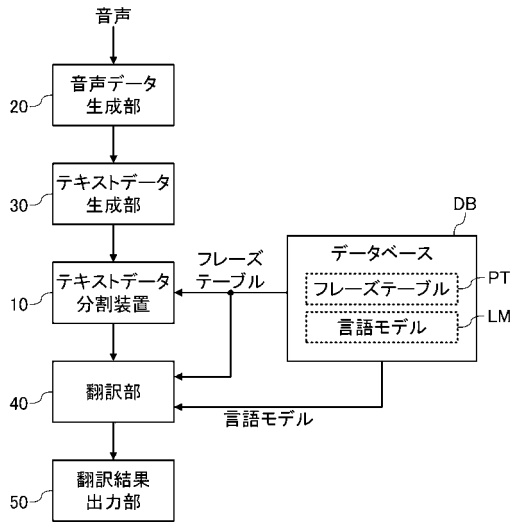 音声
音声データ
生成部
20
テキストデータ
生成部
30
テキストデータ
分割装置
10
フレーズ
テーブル
DB
データベース
フレーズテーブル
PT
言語モデル
LM
翻訳部
40
言語モデル
翻訳結果
出力部
50